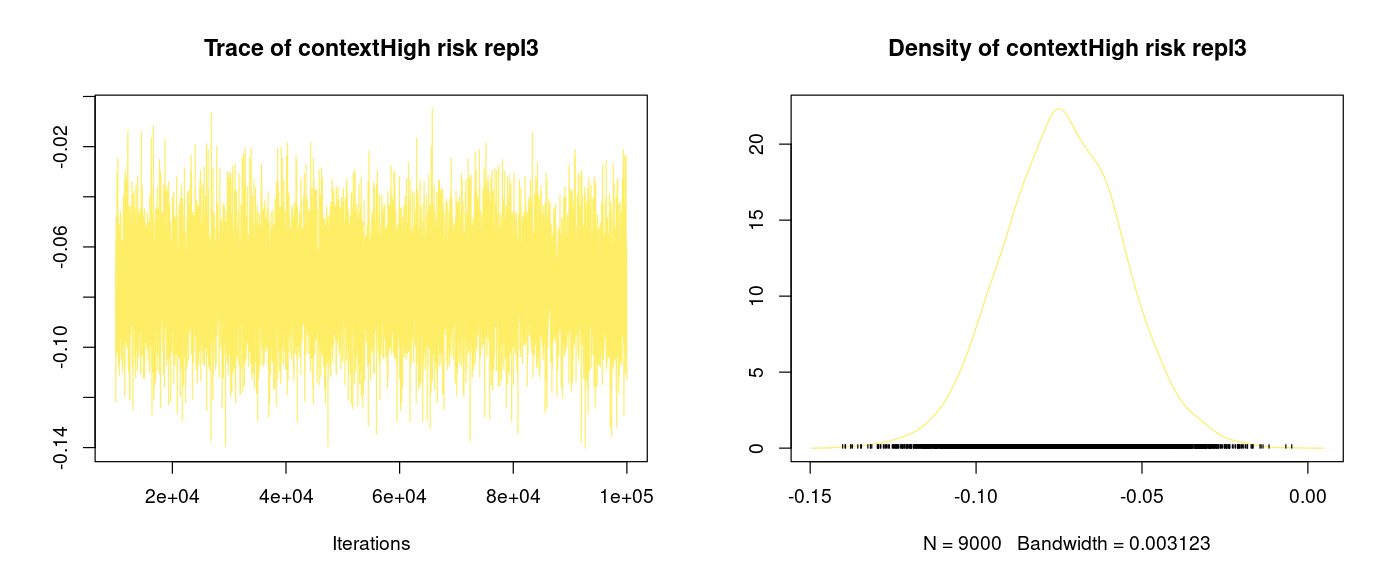 Trace of contextHigh risk repl3
-0.02
-0.06
-0.10
-0.14
2e+04 4e+04 6e+04 8e+04 1e+05
Iterations
Density of contextHigh risk repl3
20
15
10
5
0
-0.15 -0.10 -0.05 0.00
N = 9000 Bandwidth = 0.003123